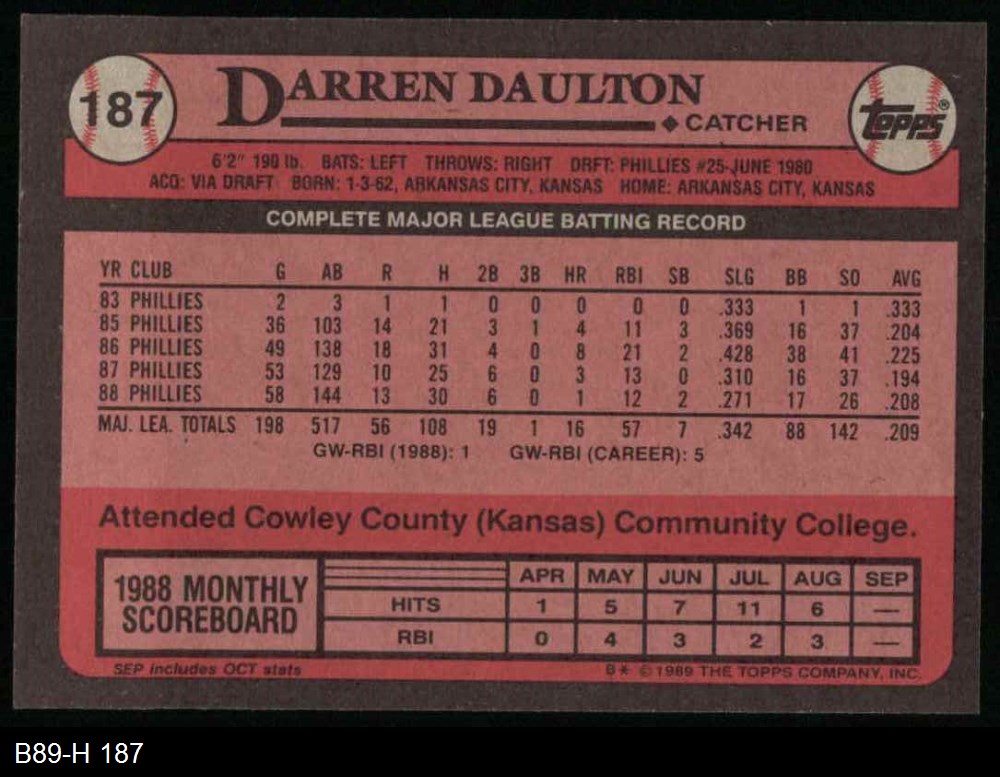 187 DARREN DAULTON
◆ CATCHER
TOPPS®
6'2" 190 lb. BATS: LEFT THROWS: RIGHT DRFT: PHILLIES #25-JUNE 1980
ACQ: VIA DRAFT BORN: 1-3-62, ARKANSAS CITY, KANSAS HOME: ARKANSAS CITY, KANSAS
COMPLETE MAJOR LEAGUE BATTING RECORD
YR CLUB G AB R H 2B 3B HR RBI SB SLG BB SO AVG
83 PHILLIES 2 3 1 1 0 0 0 0 0 .333 1 1 .333
85 PHILLIES 36 103 14 21 3 1 4 11 3 .369 16 37 .204
86 PHILLIES 49 138 18 31 4 0 8 21 2 .428 38 41 .225
87 PHILLIES 53 129 10 25 6 0 3 13 0 .310 16 37 .194
88 PHILLIES 58 144 13 30 6 0 1 12 2 .271 17 26 .208
MAJ. LEA. TOTALS 198 517 56 108 19 1 16 57 7 .342 88 142 .209
GW-RBI (1988): 1 GW-RBI (CAREER): 5
Attended Cowley County (Kansas) Community College.
1988 MONTHLY
SCOREBOARD
APR MAY JUN JUL AUG SEP
HITS 1 5 7 11 6 —
RBI 0 4 3 2 3 —
SEP includes OCT stats B* © 1989 THE TOPPS COMPANY, INC.
B89-H 187